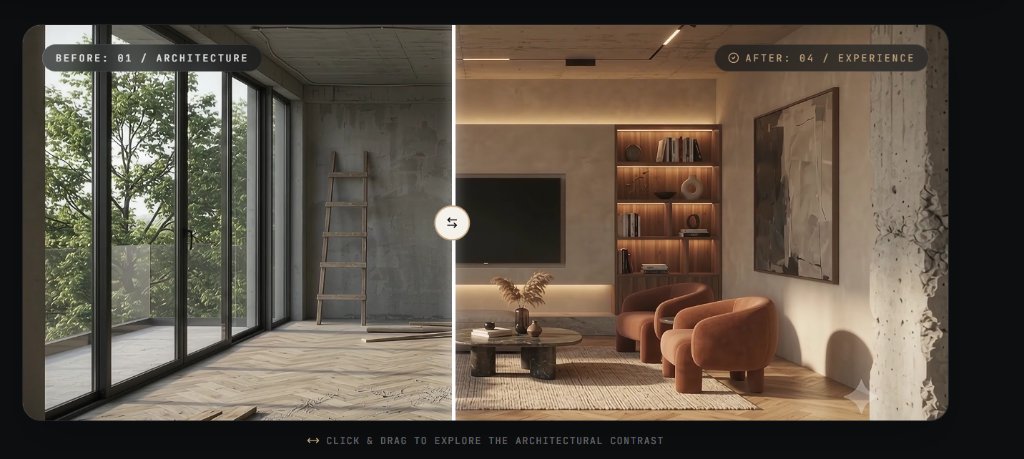 BEFORE: 01 / ARCHITECTURE
AFTER: 04 / EXPERIENCE
CLICK & DRAG TO EXPLORE THE ARCHITECTURAL CONTRAST